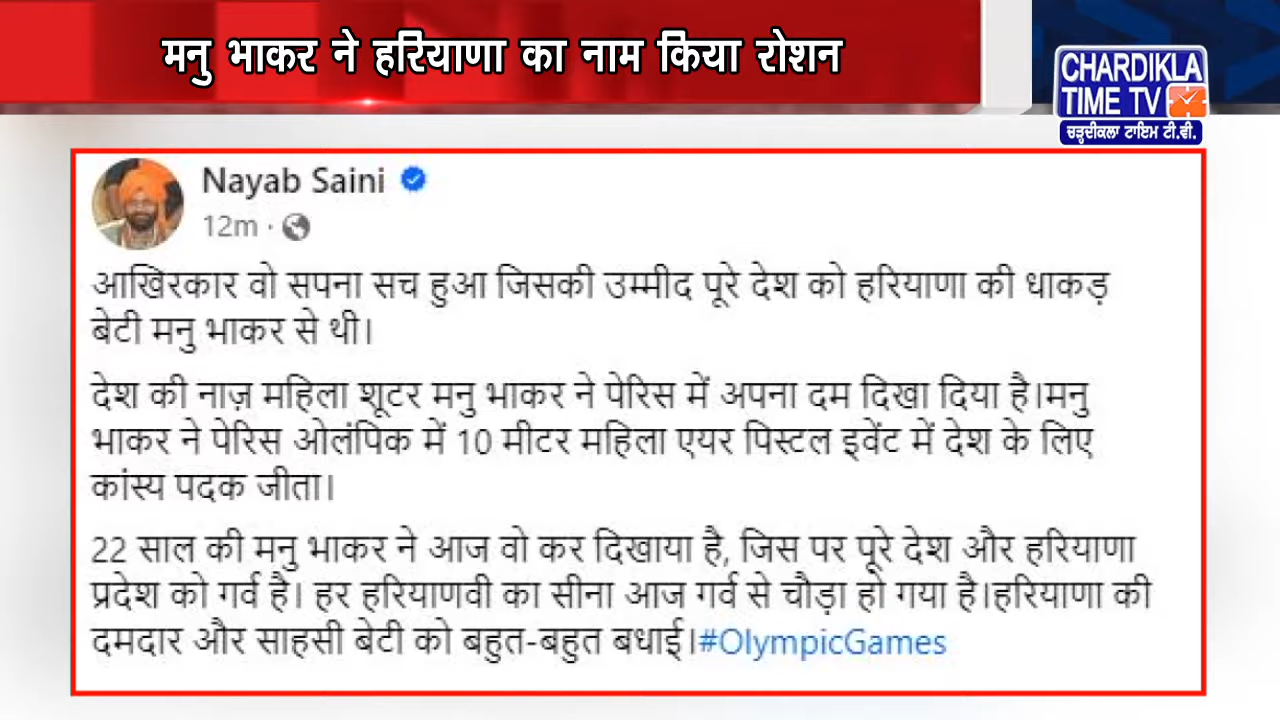 मनु भाकर ने हरियाणा का नाम किया रोशन
CHARDIKLA
TIME TV
ਚੜ੍ਹਦੀਕਲਾ ਟਾਇਮ ਟੀ.ਵੀ.
Nayab Saini
12m ·
आखिरकार वो सपना सच हुआ जिसकी उम्मीद पूरे देश को हरियाणा की धाकड़
बेटी मनु भाकर से थी।
देश की नाज़ महिला शूटर मनु भाकर ने पेरिस में अपना दम दिखा दिया है।मनु
भाकर ने पेरिस ओलंपिक में 10 मीटर महिला एयर पिस्टल इवेंट में देश के लिए
कांस्य पदक जीता।
22 साल की मनु भाकर ने आज वो कर दिखाया है, जिस पर पूरे देश और हरियाणा
प्रदेश को गर्व है। हर हरियाणवी का सीना आज गर्व से चौड़ा हो गया है।हरियाणा की
दमदार और साहसी बेटी को बहुत-बहुत बधाई।#OlympicGames